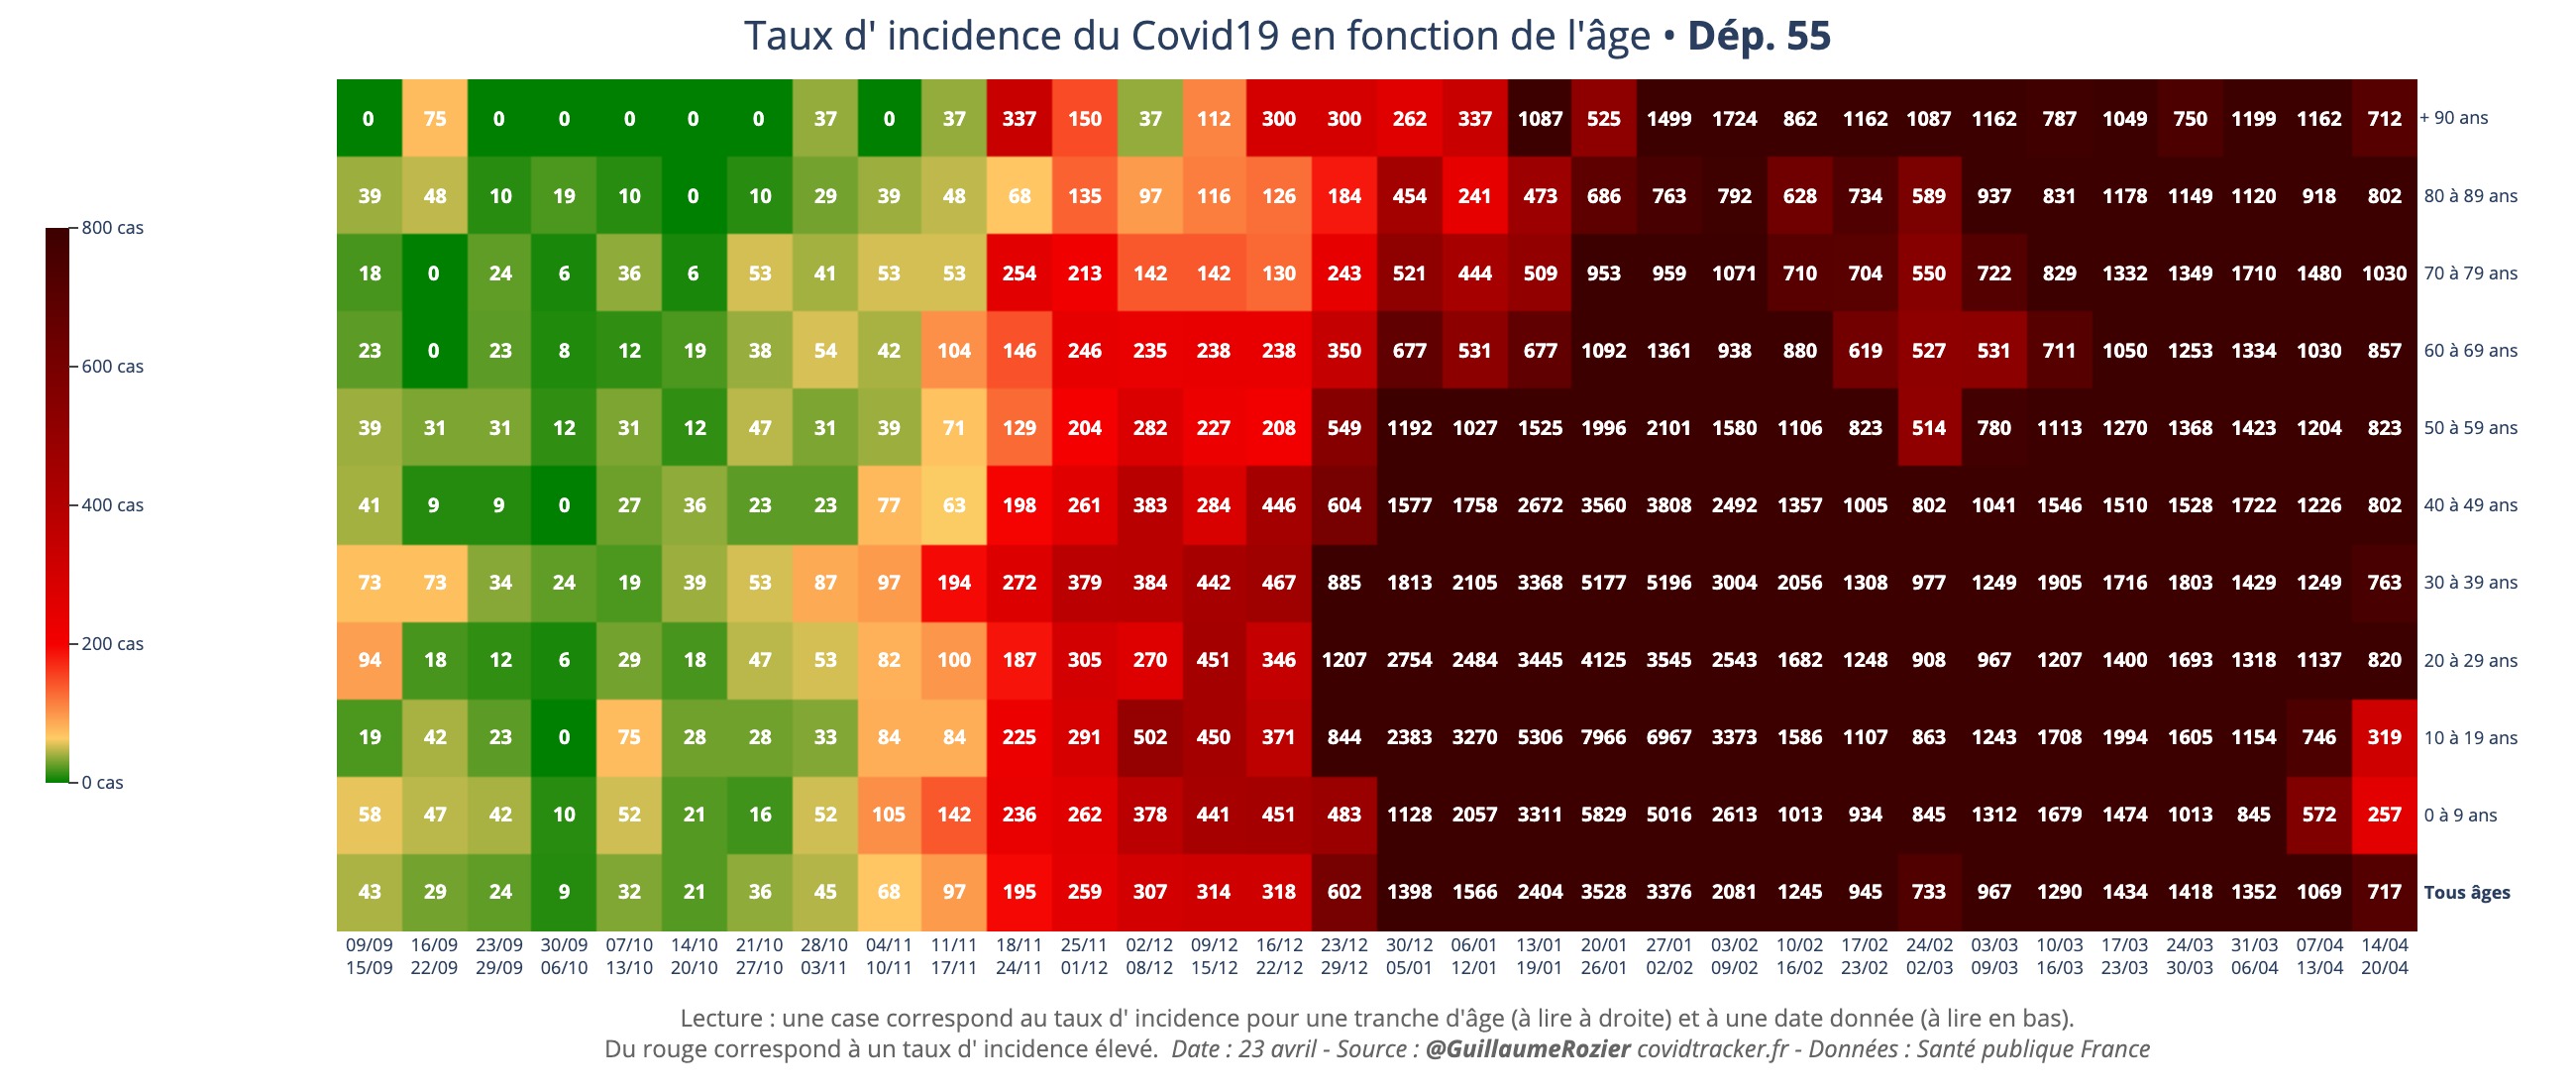 Taux d' incidence du Covid19 en fonction de l'âge • Dép. 55
800 cas
600 cas
400 cas
200 cas
0 cas
0 75 0 0 0 0 0 37 0 37 337 150 37 112 300 300 262 337 1087 525 1499 1724 862 1162 1087 1162 787 1049 750 1199 1162 712 + 90 ans
39 48 10 19 10 0 10 29 39 48 68 135 97 116 126 184 454 241 473 686 763 792 628 734 589 937 831 1178 1149 1120 918 802 80 à 89 ans
18 0 24 6 36 6 53 41 53 53 254 213 142 142 130 243 521 444 509 953 959 1071 710 704 550 722 829 1332 1349 1710 1480 1030 70 à 79 ans
23 0 23 8 12 19 38 54 42 104 146 246 235 238 238 350 677 531 677 1092 1361 938 880 619 527 531 711 1050 1253 1334 1030 857 60 à 69 ans
39 31 31 12 31 12 47 31 39 71 129 204 282 227 208 549 1192 1027 1525 1996 2101 1580 1106 823 514 780 1113 1270 1368 1423 1204 823 50 à 59 ans
41 9 9 0 27 36 23 23 77 63 198 261 383 284 446 604 1577 1758 2672 3560 3808 2492 1357 1005 802 1041 1546 1510 1528 1722 1226 802 40 à 49 ans
73 73 34 24 19 39 53 87 97 194 272 379 384 442 467 885 1813 2105 3368 5177 5196 3004 2056 1308 977 1249 1905 1716 1803 1429 1249 763 30 à 39 ans
94 18 12 6 29 18 47 53 82 100 187 305 270 451 346 1207 2754 2484 3445 4125 3545 2543 1682 1248 908 967 1207 1400 1693 1318 1137 820 20 à 29 ans
19 42 23 0 75 28 28 33 84 84 225 291 502 450 371 844 2383 3270 5306 7966 6967 3373 1586 1107 863 1243 1708 1994 1605 1154 746 319 10 à 19 ans
58 47 42 10 52 21 16 52 105 142 236 262 378 441 451 483 1128 2057 3311 5829 5016 2613 1013 934 845 1312 1679 1474 1013 845 572 257 0 à 9 ans
43 29 24 9 32 21 36 45 68 97 195 259 307 314 318 602 1398 1566 2404 3528 3376 2081 1245 945 733 967 1290 1434 1418 1352 1069 717 Tous âges
09/09 16/09 23/09 30/09 07/10 14/10 21/10 28/10 04/11 11/11 18/11 25/11 02/12 09/12 16/12 23/12 30/12 06/01 13/01 20/01 27/01 03/02 10/02 17/02 24/02 03/03 10/03 17/03 24/03 31/03 07/04 14/04
15/09 22/09 29/09 06/10 13/10 20/10 27/10 03/11 10/11 17/11 24/11 01/12 08/12 15/12 22/12 29/12 05/01 12/01 19/01 26/01 02/02 09/02 16/02 23/02 02/03 09/03 16/03 23/03 30/03 06/04 13/04 20/04
Lecture : une case correspond au taux d' incidence pour une tranche d'âge (à lire à droite) et à une date donnée (à lire en bas).
Du rouge correspond à un taux d' incidence élevé. Date : 23 avril - Source : @GuillaumeRozier covidtracker.fr - Données : Santé publique France